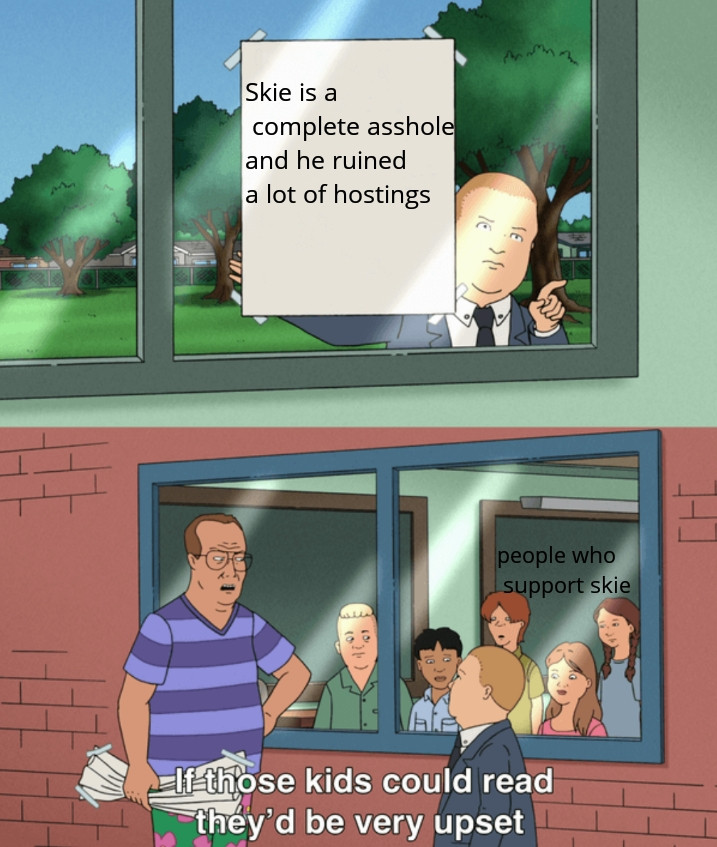 Skie is a
complete asshole
and he ruined
a lot of hostings
people who
support skie
If those kids could read
they'd be very upset